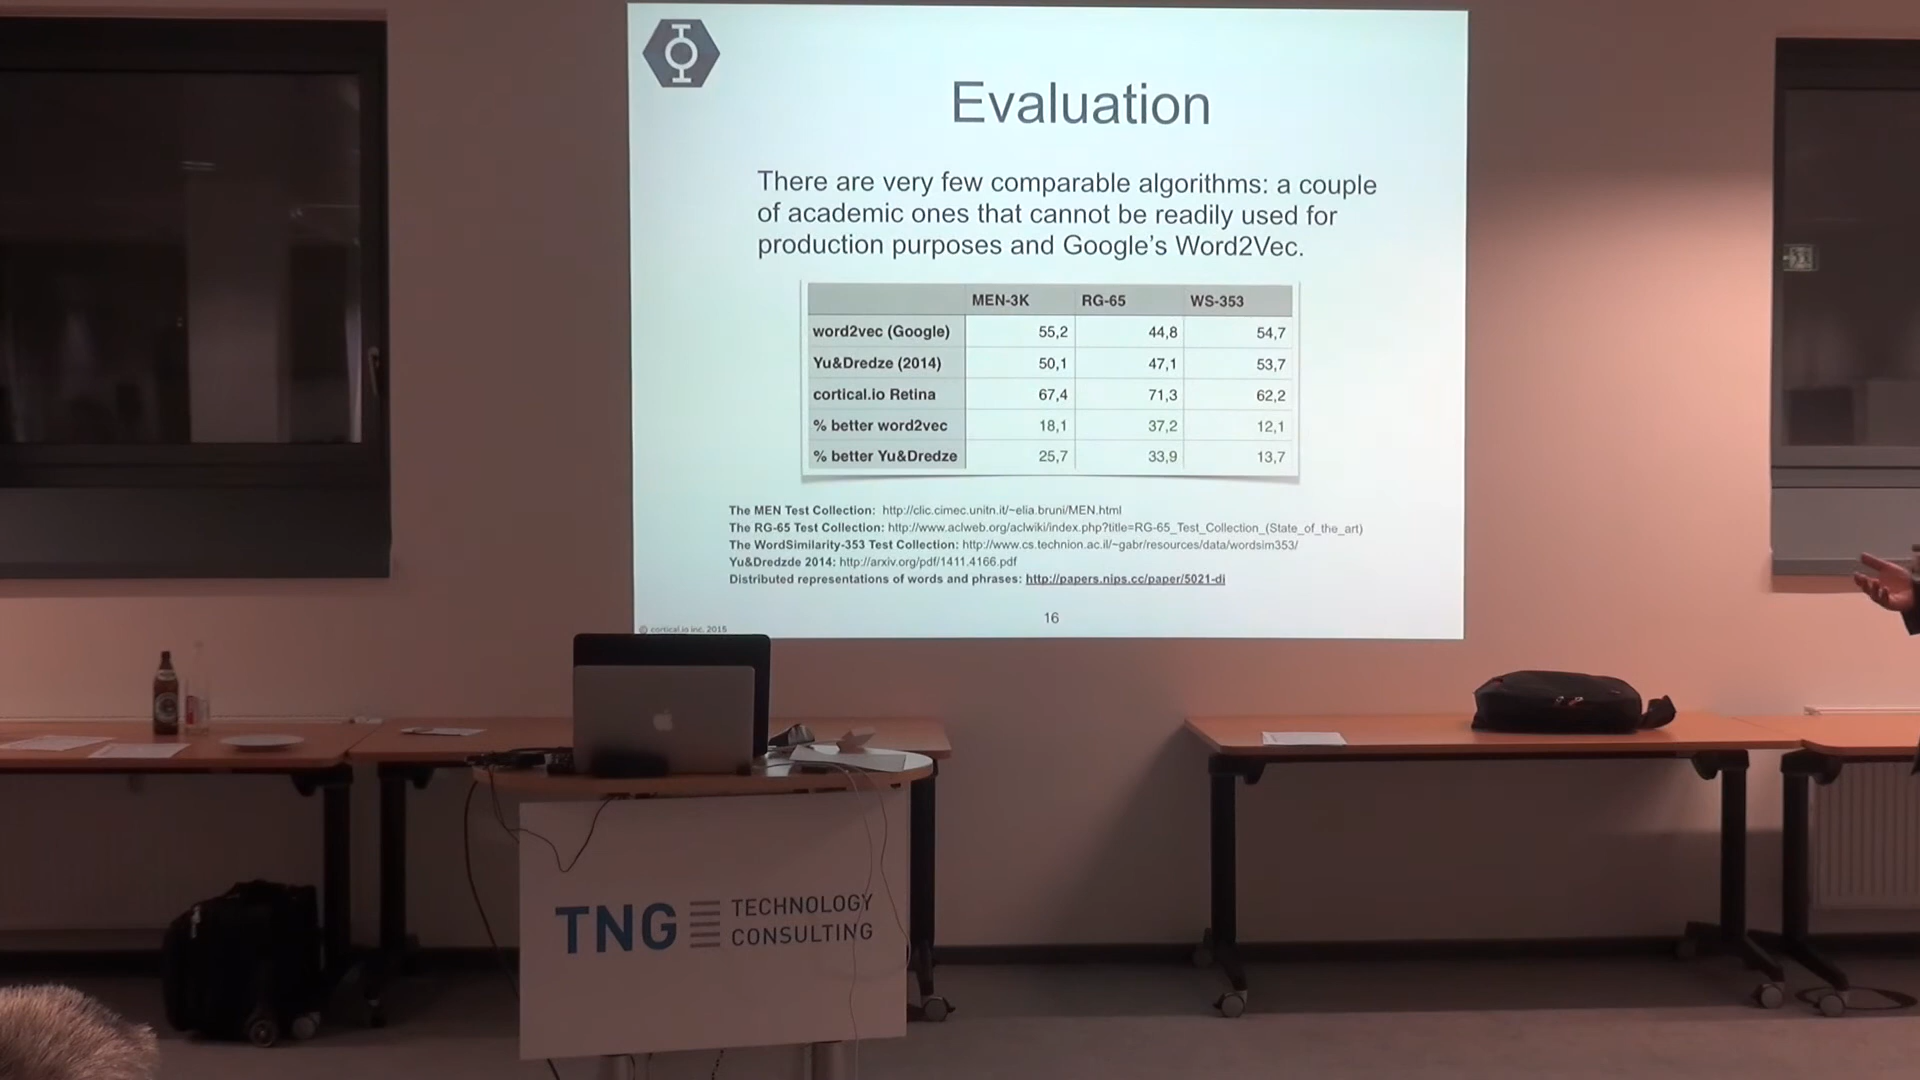 Evaluation
There are very few comparable algorithms: a couple
of academic ones that cannot be readily used for
production purposes and Google's Word2Vec.
MEN-3K RG-65 WS-353
word2vec (Google) 55,2 44,8 54,7
Yu&Dredze (2014) 50,1 47,1 53,7
cortical.io Retina 67,4 71,3 62,2
% better word2vec 18,1 37,2 12,1
% better Yu&Dredze 25,7 33,9 13,7
The MEN Test Collection: http://clic.cimec.unitn.it/~elia.bruni/MEN.html
The RG-65 Test Collection: http://www.aclweb.org/aclwiki/index.php?title=RG-65_Test_Collection_(State_of_the_art)
The WordSimilarity-353 Test Collection: http://www.cs.technion.ac.il/~gabr/resources/data/wordsim353/
Yu&Dredzde 2014: http://arxiv.org/pdf/1411.4166.pdf
Distributed representations of words and phrases: http://papers.nips.cc/paper/5021-di
16
© cortical.io inc. 2015
TNG TECHNOLOGY
CONSULTING